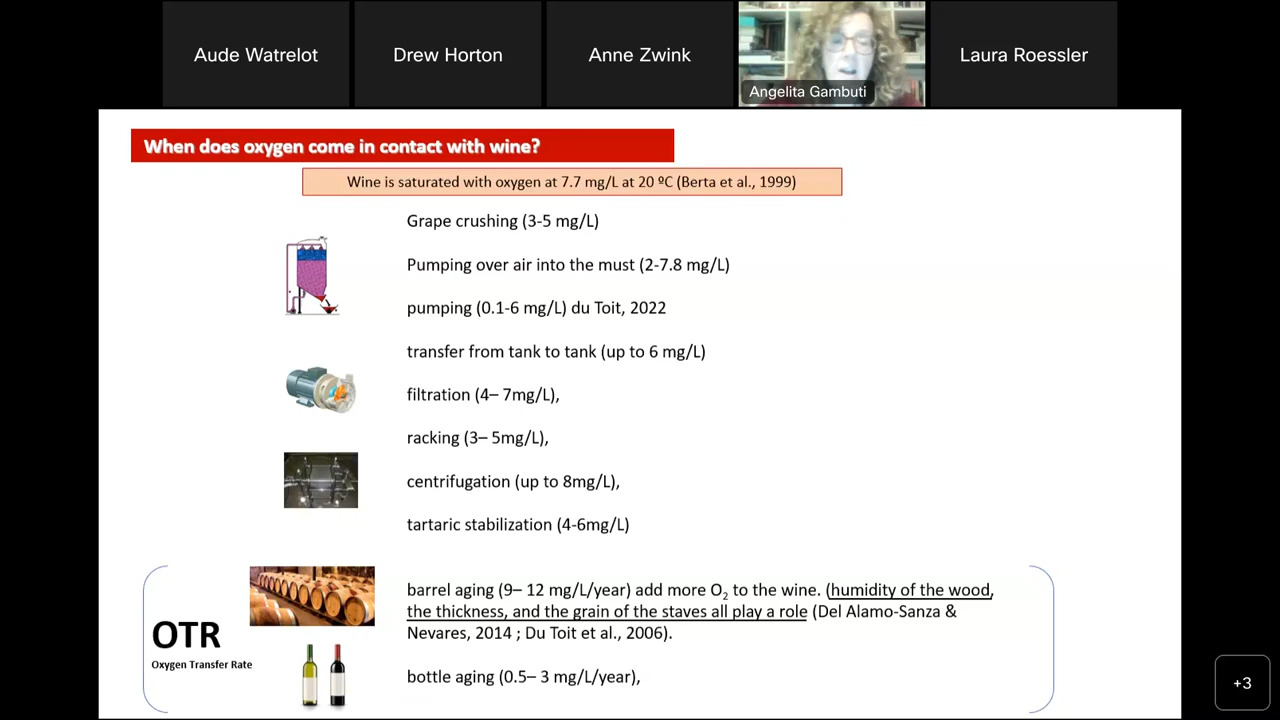 Aude Watrelot
Drew Horton
Anne Zwink
Angelita Gambuti
Laura Roessler
When does oxygen come in contact with wine?
Wine is saturated with oxygen at 7.7 mg/L at 20 ºC (Berta et al., 1999)
Grape crushing (3-5 mg/L)
Pumping over air into the must (2-7.8 mg/L)
pumping (0.1-6 mg/L) du Toit, 2022
transfer from tank to tank (up to 6 mg/L)
filtration (4– 7mg/L),
racking (3– 5mg/L),
centrifugation (up to 8mg/L),
tartaric stabilization (4-6mg/L)
barrel aging (9– 12 mg/L/year) add more O₂ to the wine. (humidity of the wood,
the thickness, and the grain of the staves all play a role (Del Alamo-Sanza &
Nevares, 2014 ; Du Toit et al., 2006).
OTR
Oxygen Transfer Rate
bottle aging (0.5– 3 mg/L/year),
+3